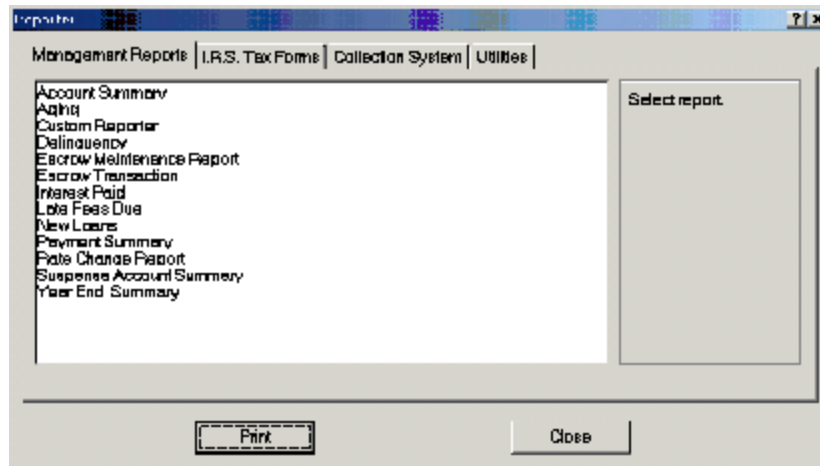 Reporter
Management Reports I.R.S. Tax Forms Collection System Utilities
Account Summary
Aging
Custom Reporter
Delinquency
Escrow Maintenance Report
Escrow Transaction
Interest Paid
Late Fees Due
New Loans
Payment Summary
Rate Change Report
Suspense Account Summary
Year End Summary
Select report.
Print Close